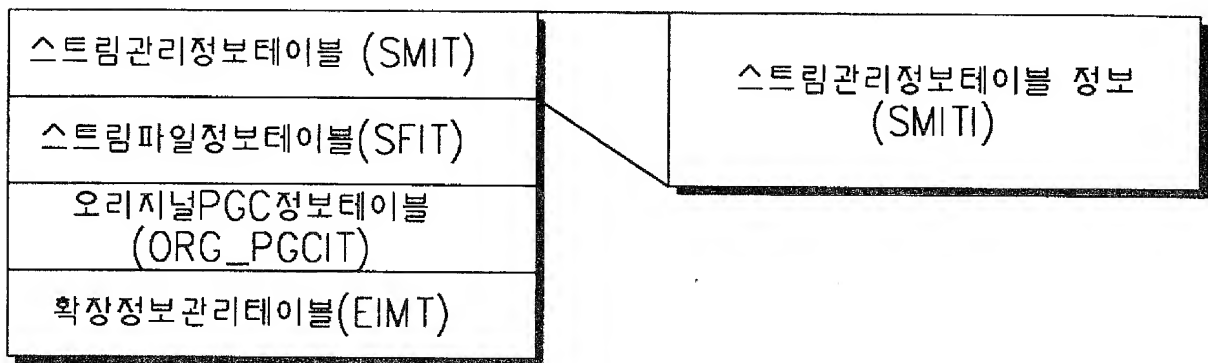 스트림관리정보테이블 (SMIT)
스트림파일정보테이블(SFIT)
오리지널PGC정보테이블
(ORG_PGCIT)
확장정보관리테이블(EIMT)
스트림관리정보테이블 정보
(SMITI)